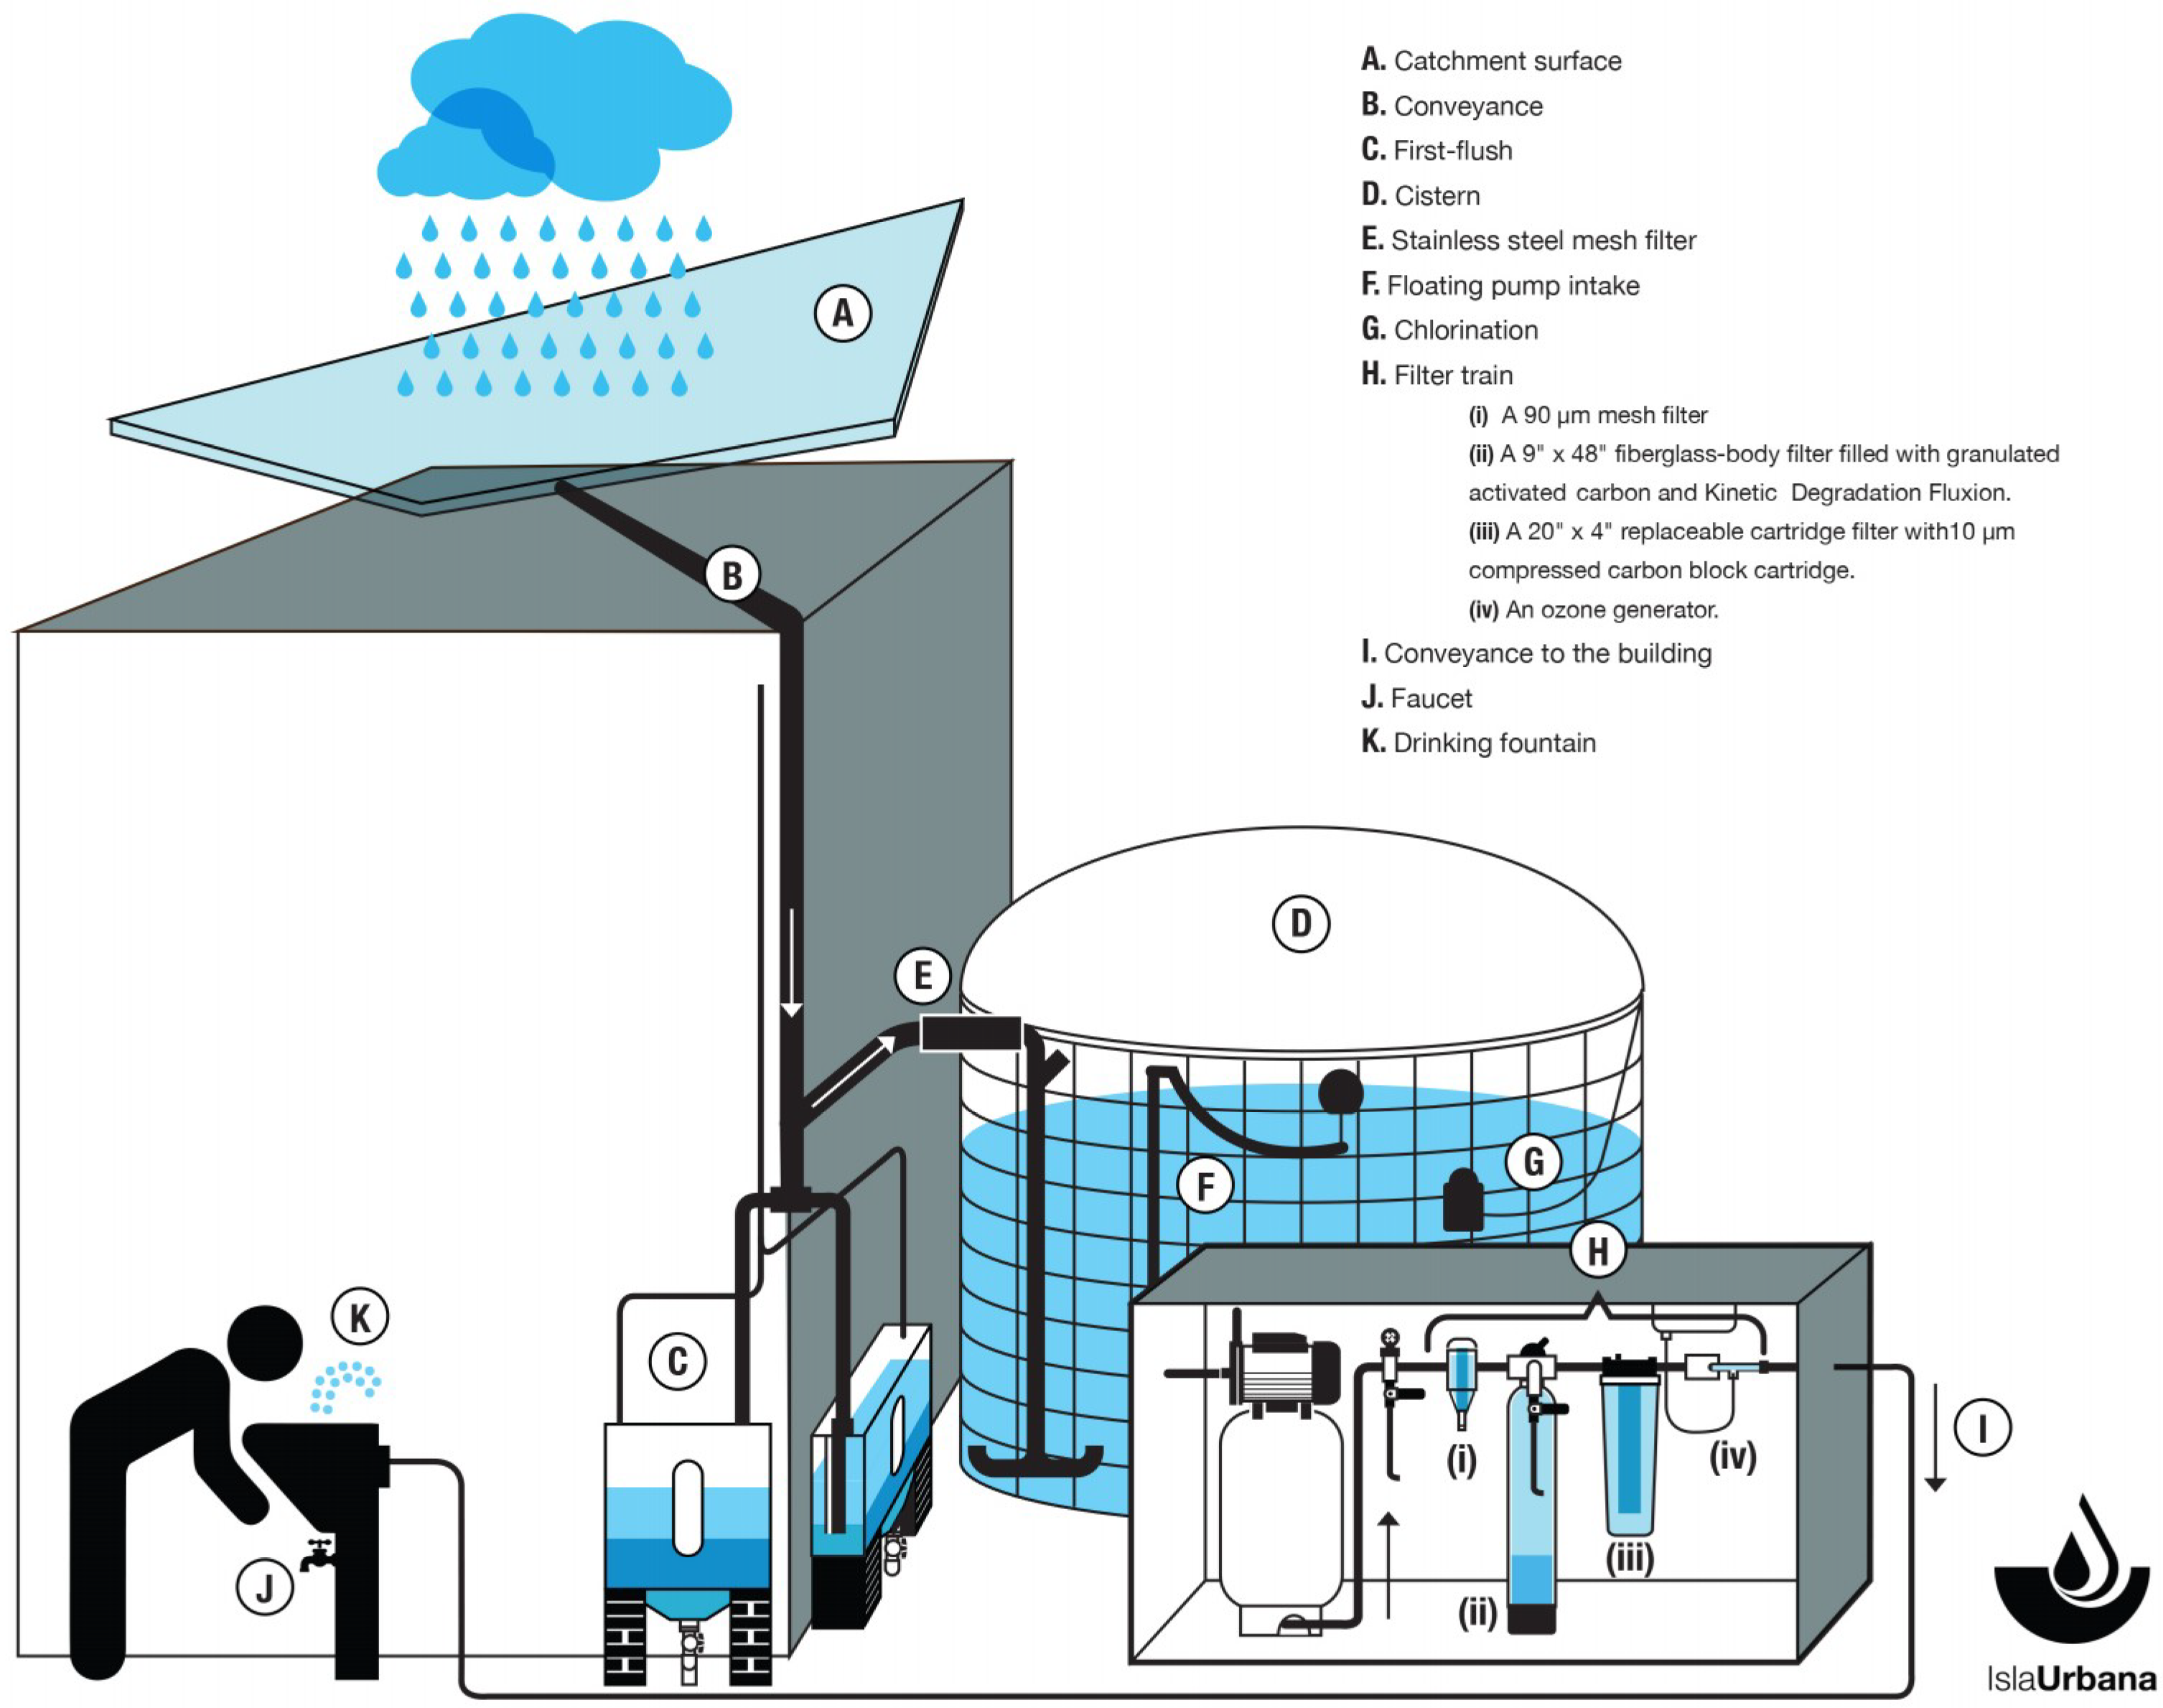 A. Catchment surface
B. Conveyance
C. First-flush
D. Cistern
E. Stainless steel mesh filter
F. Floating pump intake
G. Chlorination
H. Filter train
(i) A 90 µm mesh filter
(ii) A 9" x 48" fiberglass-body filter filled with granulated
activated carbon and Kinetic Degradation Fluxion.
(iii) A 20" x 4" replaceable cartridge filter with10 µm
compressed carbon block cartridge.
(iv) An ozone generator.
I. Conveyance to the building
J. Faucet
K. Drinking fountain
A
B
D
E
G
F
H
K
C
I
(i)
(iv)
(iii)
(ii)
J
IslaUrbana